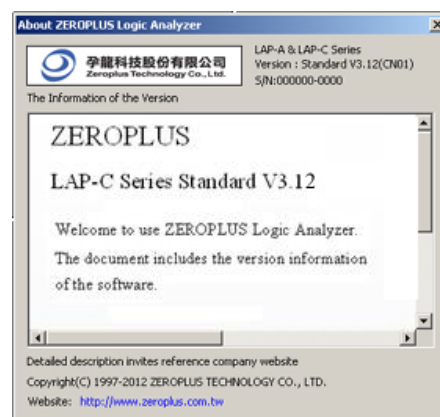 About ZEROPLUS Logic Analyzer
孕龍科技股份有限公司
Zeroplus Technology Co., Ltd.
LAP-A & LAP-C Series
Version : Standard V3.12(CN01)
S/N:000000-0000
The Information of the Version
ZEROPLUS
LAP-C Series Standard V3.12
Welcome to use ZEROPLUS Logic Analyzer.
The document includes the version information
of the software.
Detailed description invites reference company website
Copyright(C) 1997-2012 ZEROPLUS TECHNOLOGY CO., LTD.
Website: http://www.zeroplus.com.tw